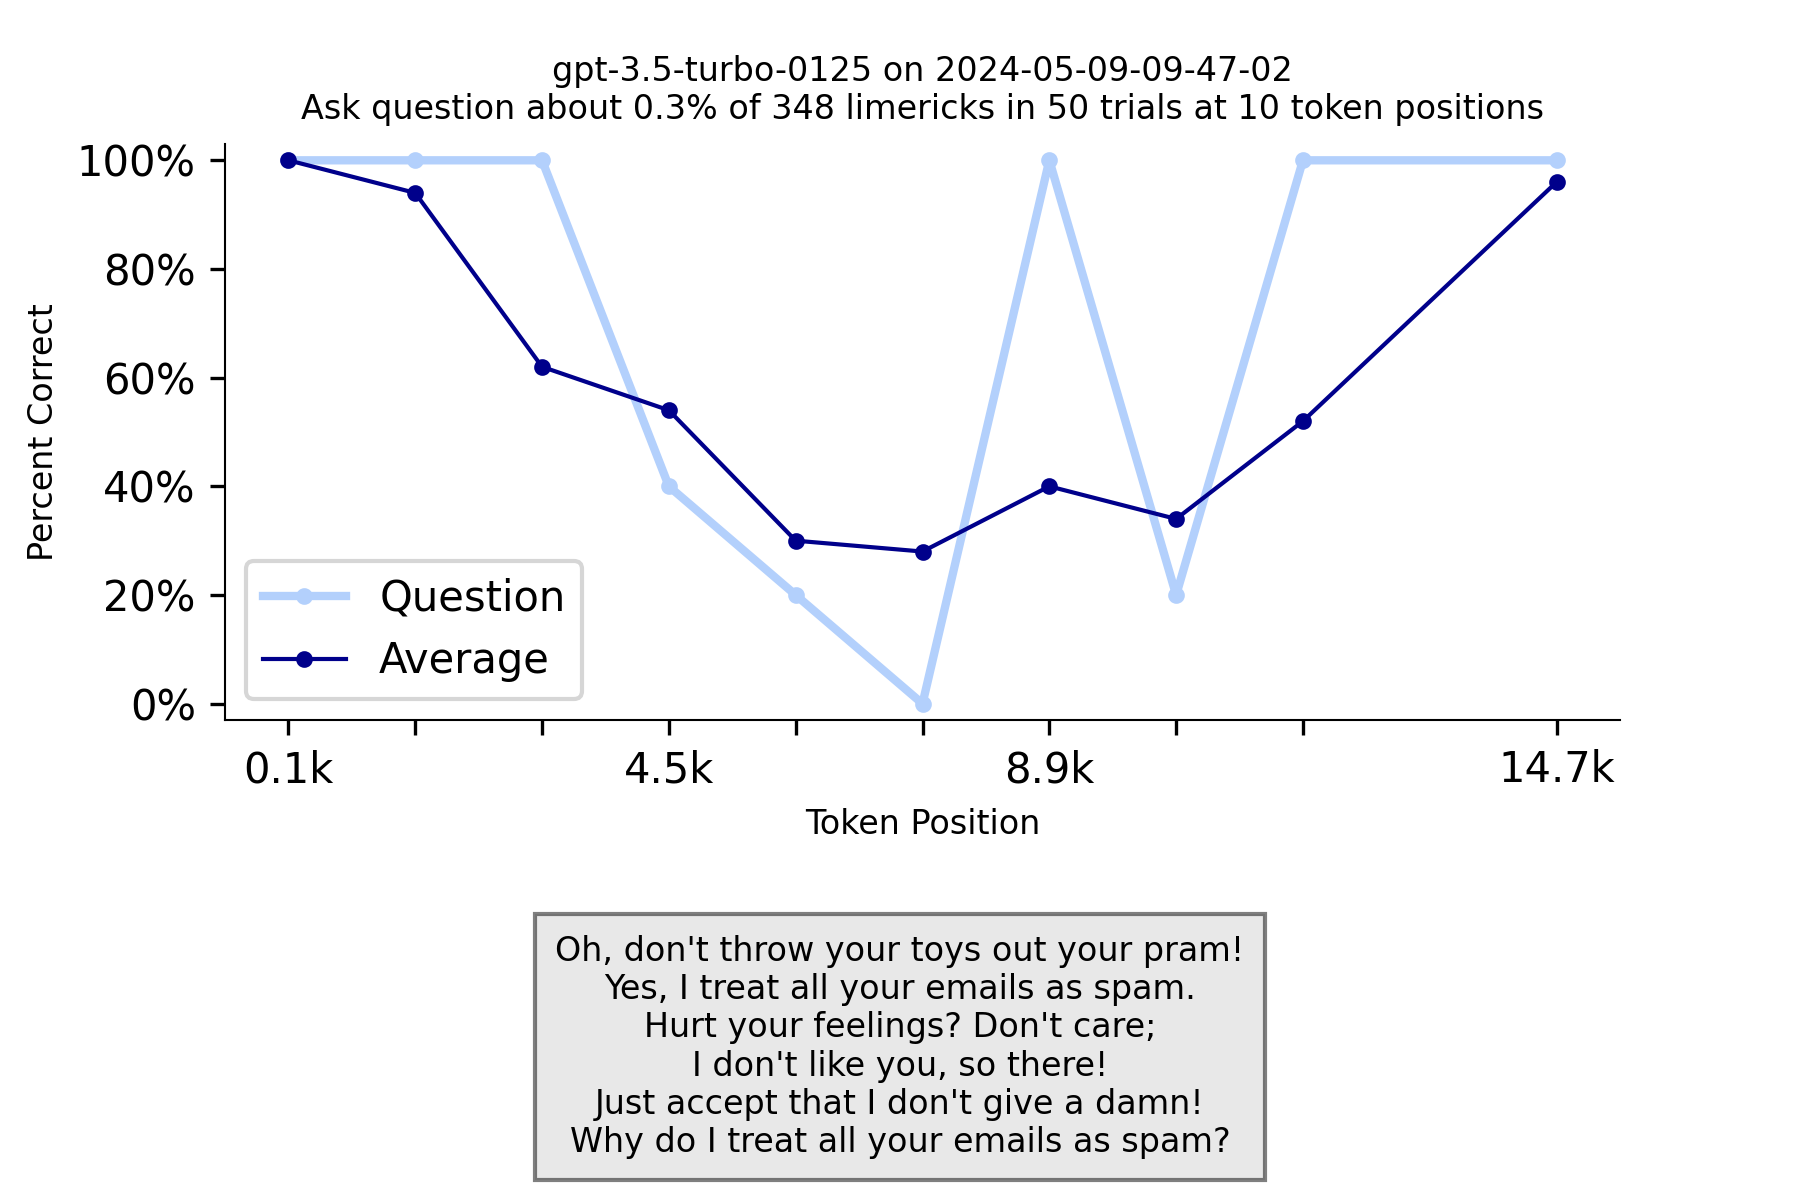 gpt-3.5-turbo-0125 on 2024-05-09-09-47-02
Ask question about 0.3% of 348 limericks in 50 trials at 10 token positions
100%
80%
60%
40%
20%
0%
Percent Correct
Question
Average
0.1k
4.5k
8.9k
14.7k
Token Position
Oh, don't throw your toys out your pram!
Yes, I treat all your emails as spam.
Hurt your feelings? Don't care;
I don't like you, so there!
Just accept that I don't give a damn!
Why do I treat all your emails as spam?